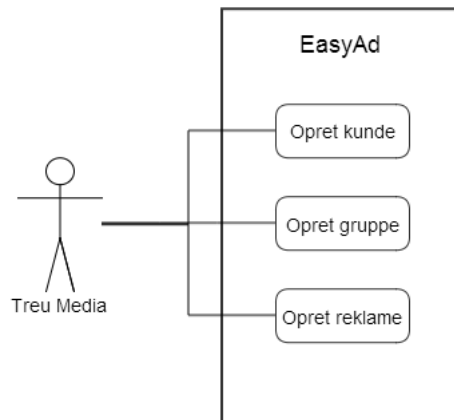 EasyAd
Opret kunde
Opret gruppe
Opret reklame
Treu Media